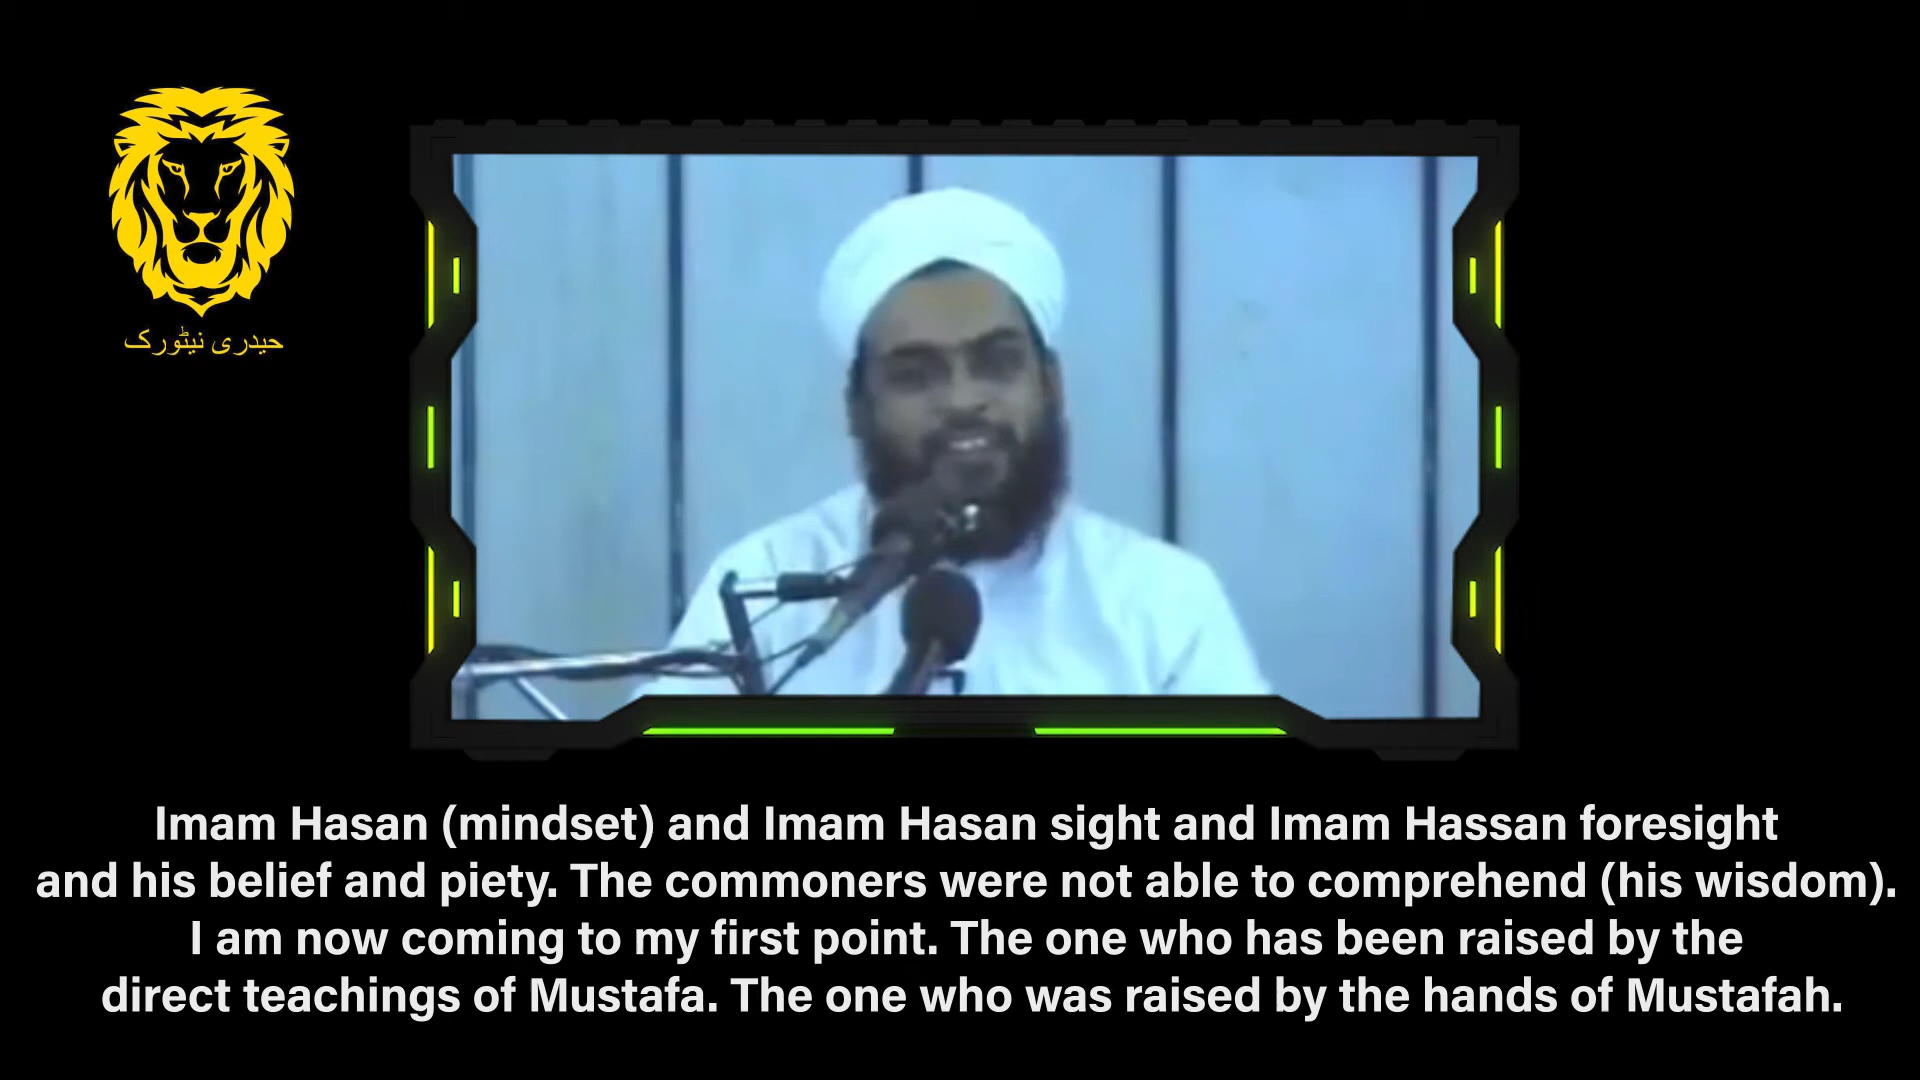 حیدری نیٹورک
Imam Hasan (mindset) and Imam Hasan sight and Imam Hassan foresight
and his belief and piety. The commoners were not able to comprehend (his wisdom).
I am now coming to my first point. The one who has been raised by the
direct teachings of Mustafa. The one who was raised by the hands of Mustafah.